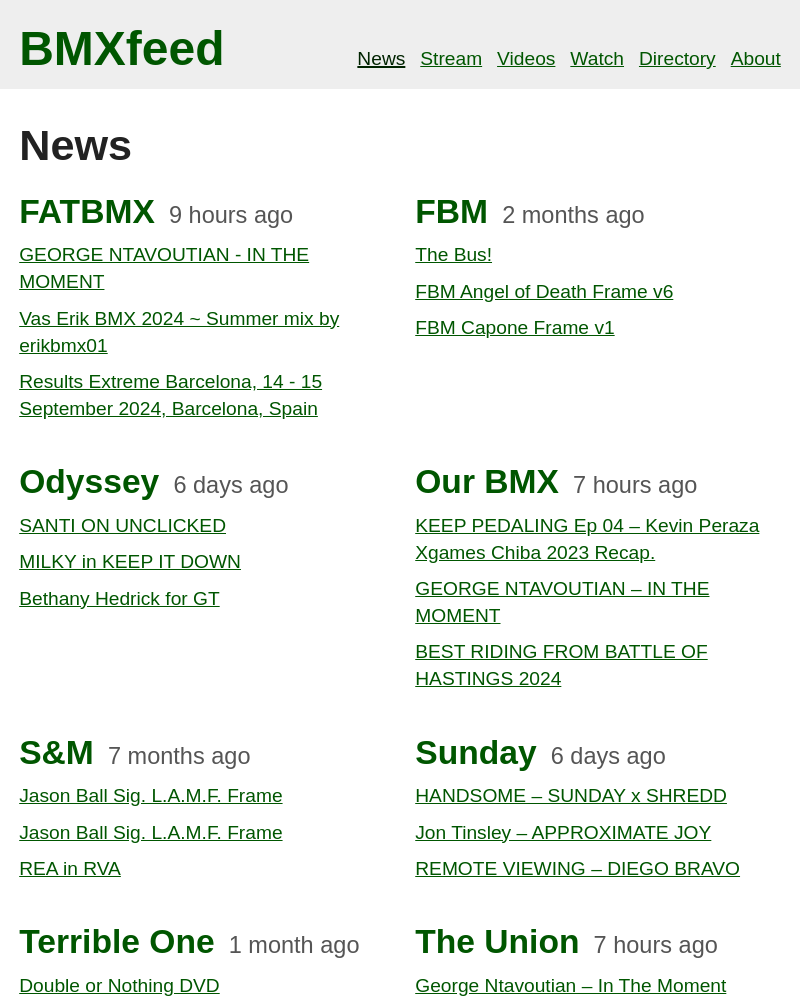 BMXfeed
News Stream Videos Watch Directory About
News
FATBMX 9 hours ago
GEORGE NTAVOUTIAN - IN THE
MOMENT
Vas Erik BMX 2024 ~ Summer mix by
erikbmx01
Results Extreme Barcelona, 14 - 15
September 2024, Barcelona, Spain
FBM 2 months ago
The Bus!
FBM Angel of Death Frame v6
FBM Capone Frame v1
Odyssey 6 days ago
SANTI ON UNCLICKED
MILKY in KEEP IT DOWN
Bethany Hedrick for GT
Our BMX 7 hours ago
KEEP PEDALING Ep 04 – Kevin Peraza
Xgames Chiba 2023 Recap.
GEORGE NTAVOUTIAN – IN THE
MOMENT
BEST RIDING FROM BATTLE OF
HASTINGS 2024
S&M 7 months ago
Jason Ball Sig. L.A.M.F. Frame
Jason Ball Sig. L.A.M.F. Frame
REA in RVA
Sunday 6 days ago
HANDSOME – SUNDAY x SHREDD
Jon Tinsley – APPROXIMATE JOY
REMOTE VIEWING – DIEGO BRAVO
Terrible One 1 month ago
Double or Nothing DVD
The Union 7 hours ago
George Ntavoutian – In The Moment